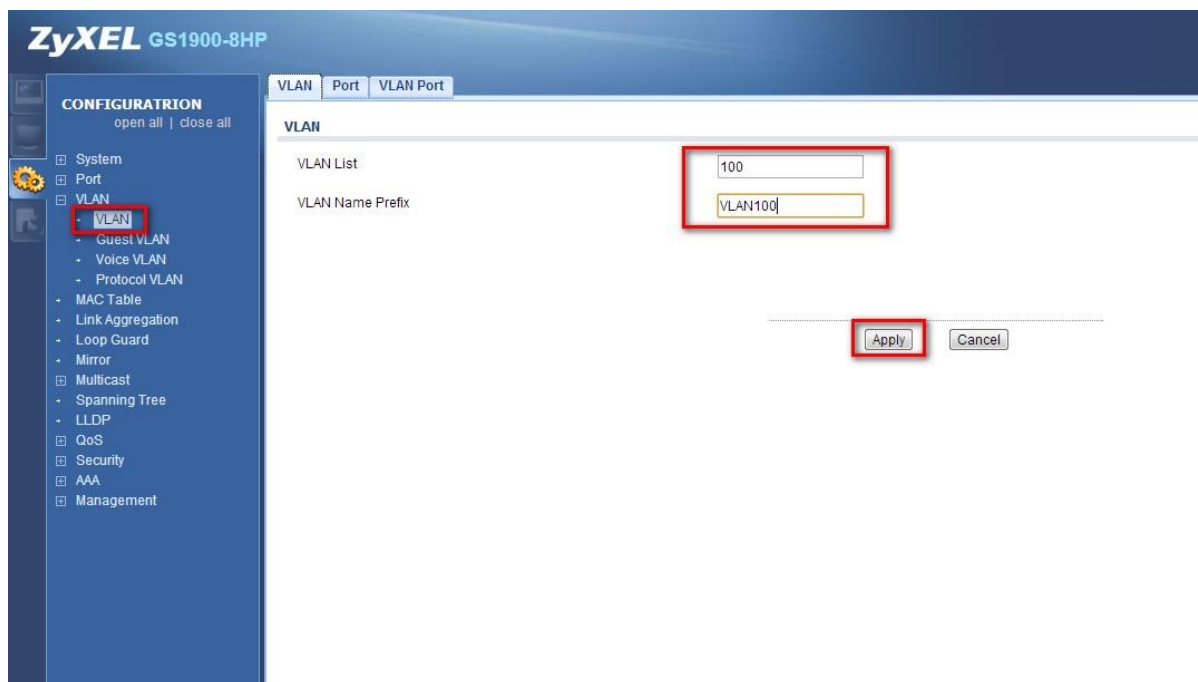 ZyXEL GS1900-8HP
CONFIGURATRION
open all | close all
System
Port
VLAN
VLAN
Guest VLAN
Voice VLAN
Protocol VLAN
MAC Table
Link Aggregation
Loop Guard
Mirror
Multicast
Spanning Tree
LLDP
QoS
Security
AAA
Management
VLAN Port VLAN Port
VLAN
VLAN List 100
VLAN Name Prefix VLAN100
Apply Cancel